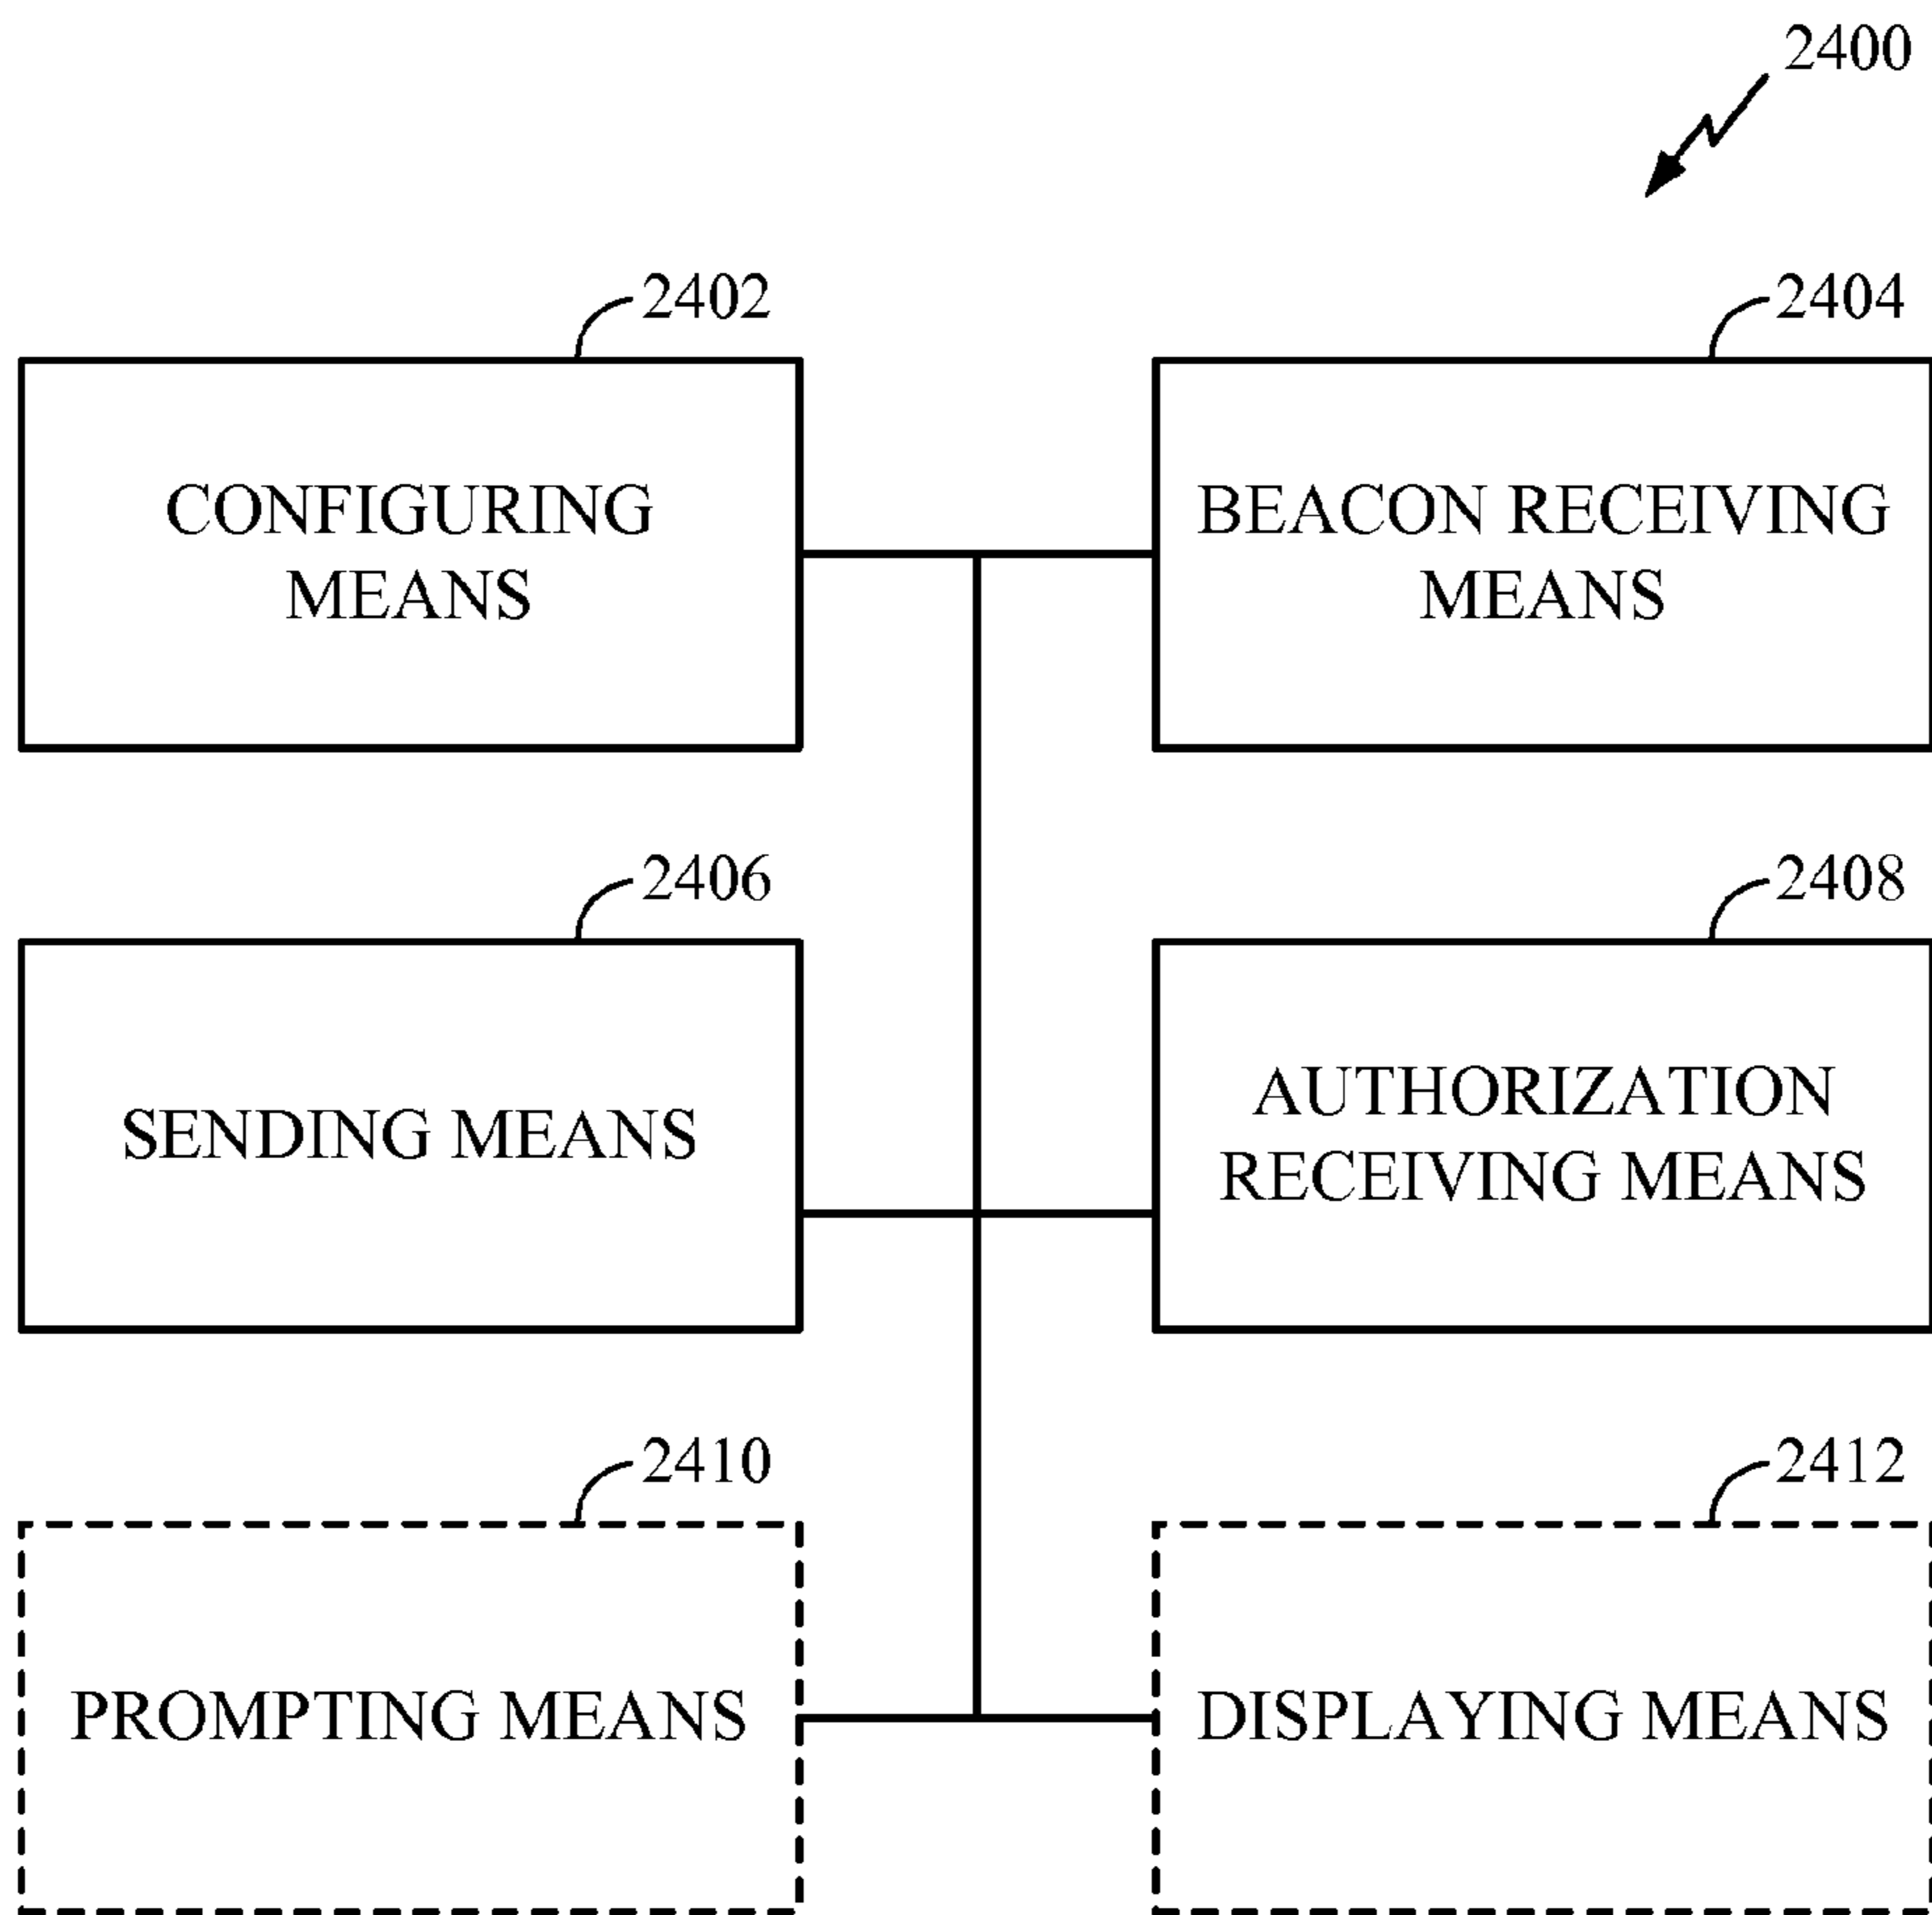 2400
2402
2404
CONFIGURING
MEANS
BEACON RECEIVING
MEANS
2406
2408
SENDING MEANS
AUTHORIZATION
RECEIVING MEANS
2410
2412
PROMPTING MEANS
DISPLAYING MEANS